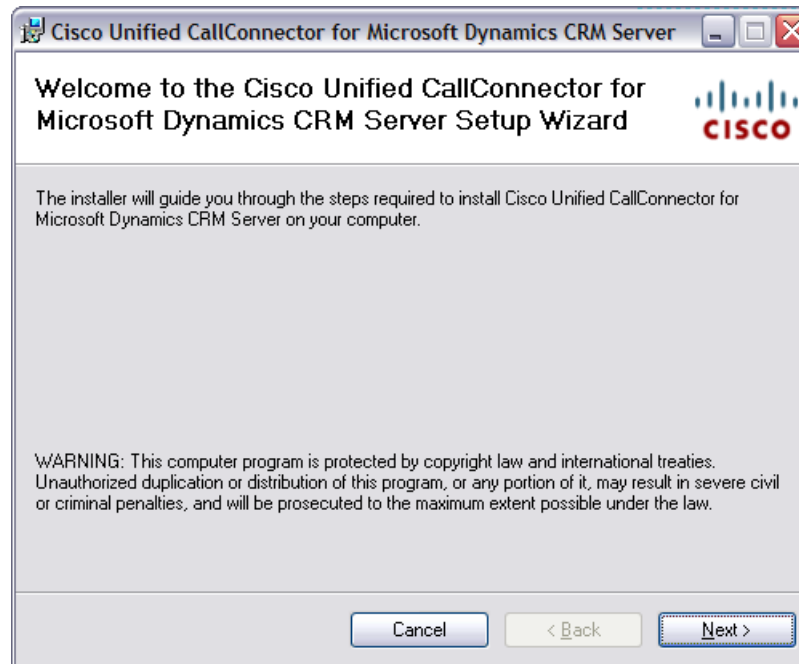 Cisco Unified CallConnector for Microsoft Dynamics CRM Server
Welcome to the Cisco Unified CallConnector for
Microsoft Dynamics CRM Server Setup Wizard
CISCO
The installer will guide you through the steps required to install Cisco Unified CallConnector for
Microsoft Dynamics CRM Server on your computer.
WARNING: This computer program is protected by copyright law and international treaties.
Unauthorized duplication or distribution of this program, or any portion of it, may result in severe civil
or criminal penalties, and will be prosecuted to the maximum extent possible under the law.
Cancel
< Back
Next >